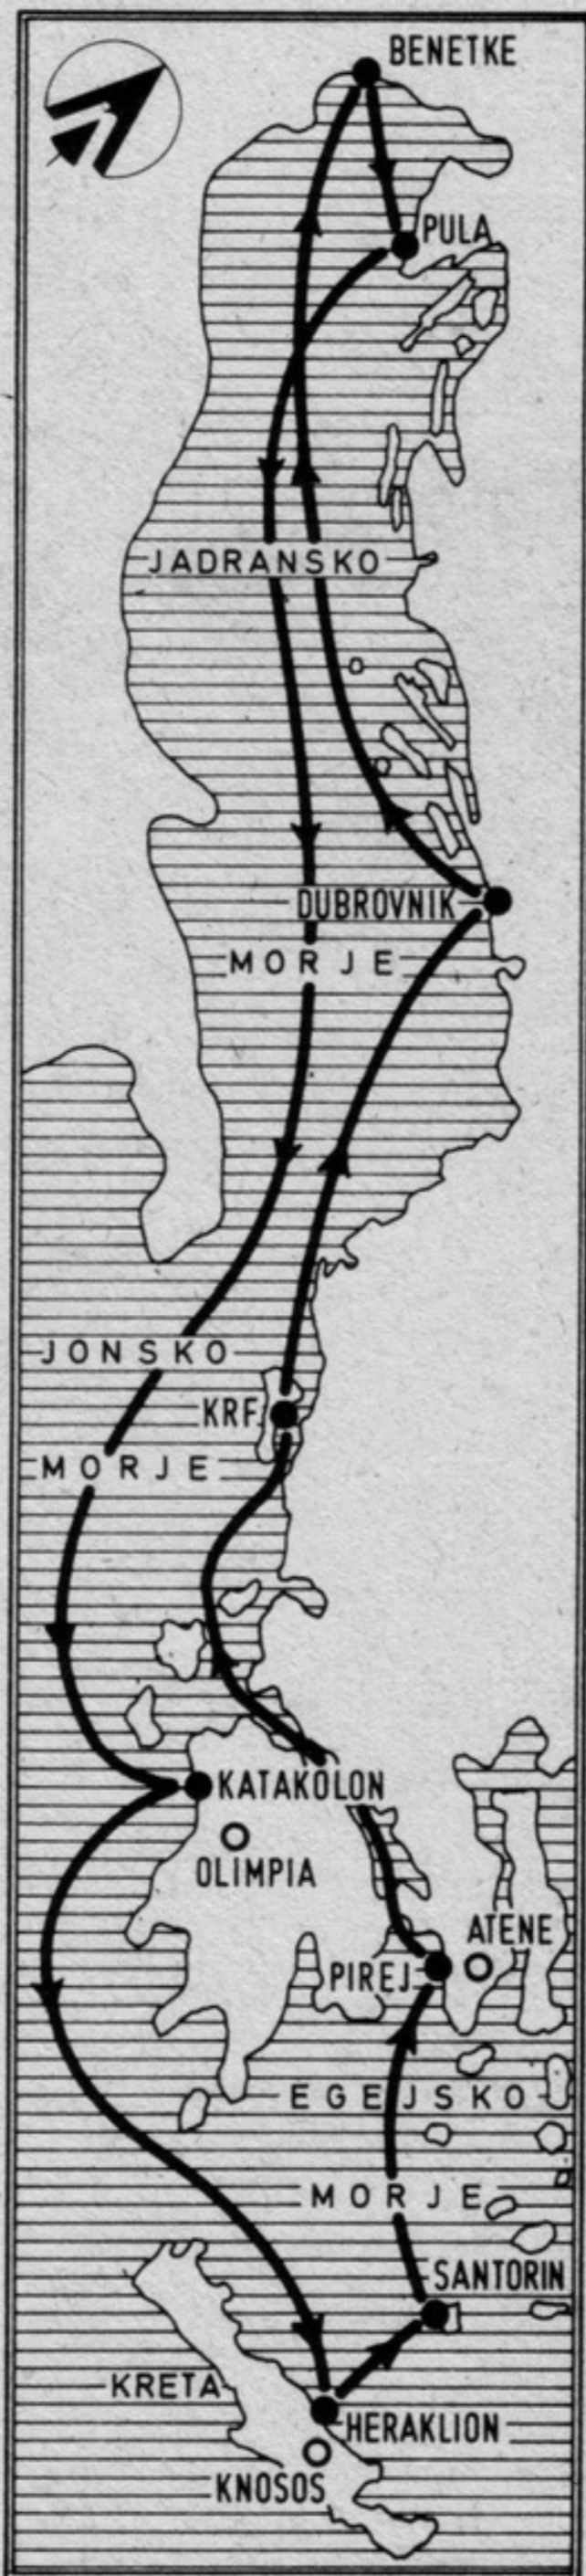 BENETKE
PULA
JADRANSKO
DUBROVNIK
MORJE
JONSKO
KRF
MORJE
KATAKOLON
OLIMPIA
ATENE
PIREJ
EGEJSKO
MORJE
SANTORIN
KRETA
HERAKLION
KNOSOS